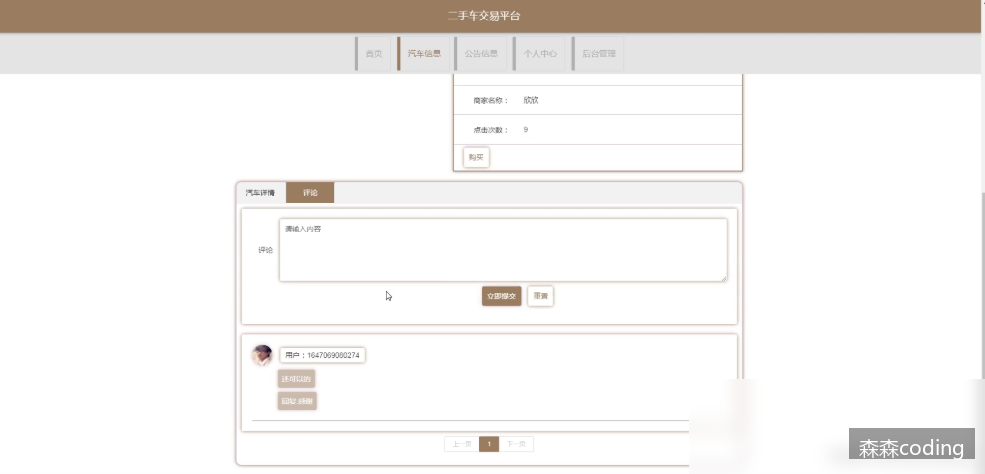 二手车交易平台
首页 汽车信息 公告信息 个人中心 后台管理
商家名称： 欣欣
点击次数： 9
购买
汽车详情 评论
评论 请输入内容
立即提交 重置
用户：1647069080274
还可以的
上一页 1 下一页
森森coding